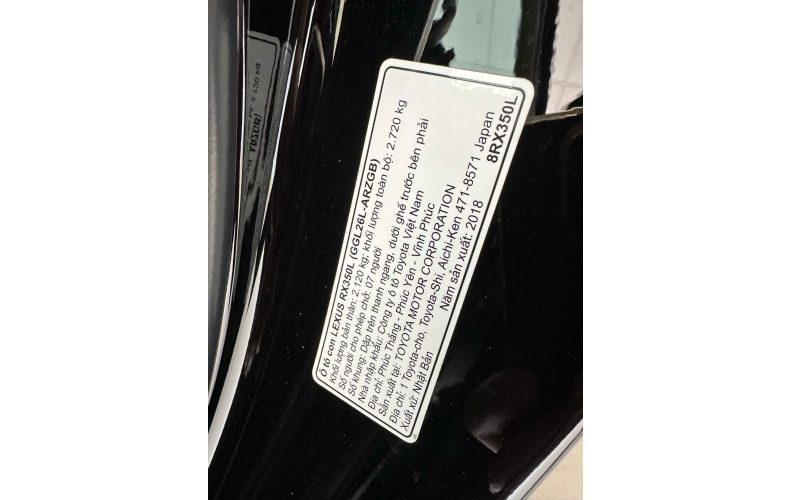 Ô tô con LEXUS RX350L (GGL26L-ARZGB)
Khối lượng bản thân: 2.120 kg; khối lượng toàn bộ: 2.720 kg
Số người cho phép chở: 07 người
Số khung: Dập trên thanh ngang, dưới ghế trước bên phải
Nhà nhập khẩu: Công ty ô tô Toyota Việt Nam
Địa chỉ: Phúc Thắng - Phúc Yên - Vĩnh Phúc
Sản xuất tại: TOYOTA MOTOR CORPORATION
Địa chỉ: 1 Toyota-cho, Toyota-Shi, Aichi-Ken 471-8571 Japan
Xuất xứ: Nhật Bản Năm sản xuất: 2018
8RX350L